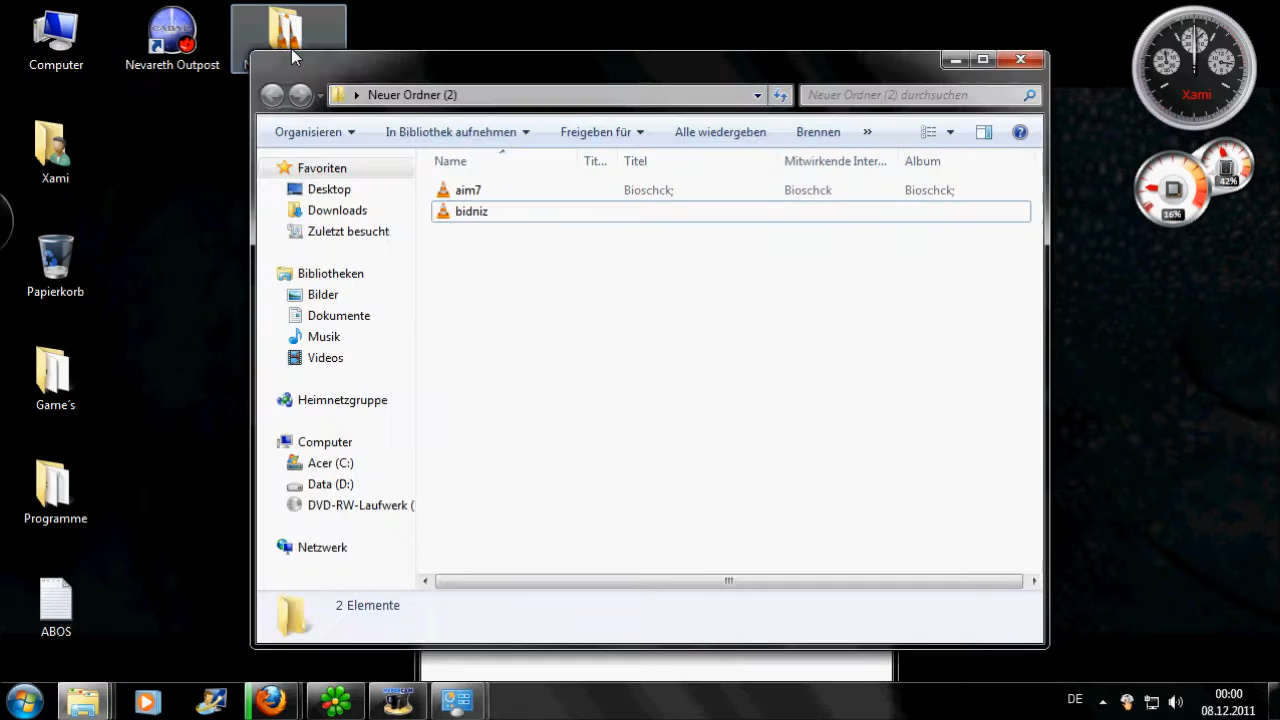 Computer
Nevareth Outpost
Xami
42%
16%
Neuer Ordner (2)
Neuer Ordner (2) durchsuchen
Organisieren
In Bibliothek aufnehmen
Freigeben für
Alle wiedergeben
Brennen
»
Name
Tit...
Titel
Mitwirkende Inter...
Album
aim7
Bioschck;
Bioschck
Bioschck;
bidniz
Favoriten
Desktop
Downloads
Zuletzt besucht
Bibliotheken
Bilder
Dokumente
Musik
Videos
Heimnetzgruppe
Computer
Acer (C:)
Data (D:)
DVD-RW-Laufwerk (
Netzwerk
2 Elemente
Xami
Papierkorb
Game´s
Programme
ABOS
HYPERCAM
DE
00:00
08.12.2011